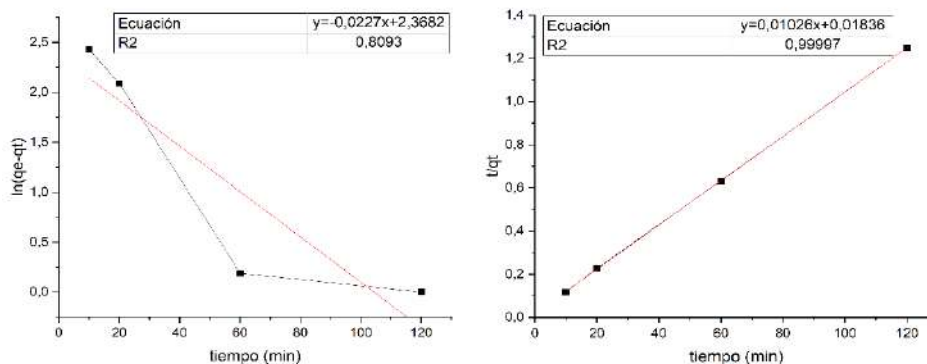 Ecuación y=-0,0227x+2,3682
R2 0,8093
2,5
2,0
1,5
1,0
0,5
0,0
ln(qe-qt)
0 20 40 60 80 100 120
tiempo (min)
Ecuación y=0,01026x+0,01836
R2 0,99997
1,4
1,2
1,0
0,8
0,6
0,4
0,2
0,0
t/qt
0 20 40 60 80 100 120
tiempo (min)